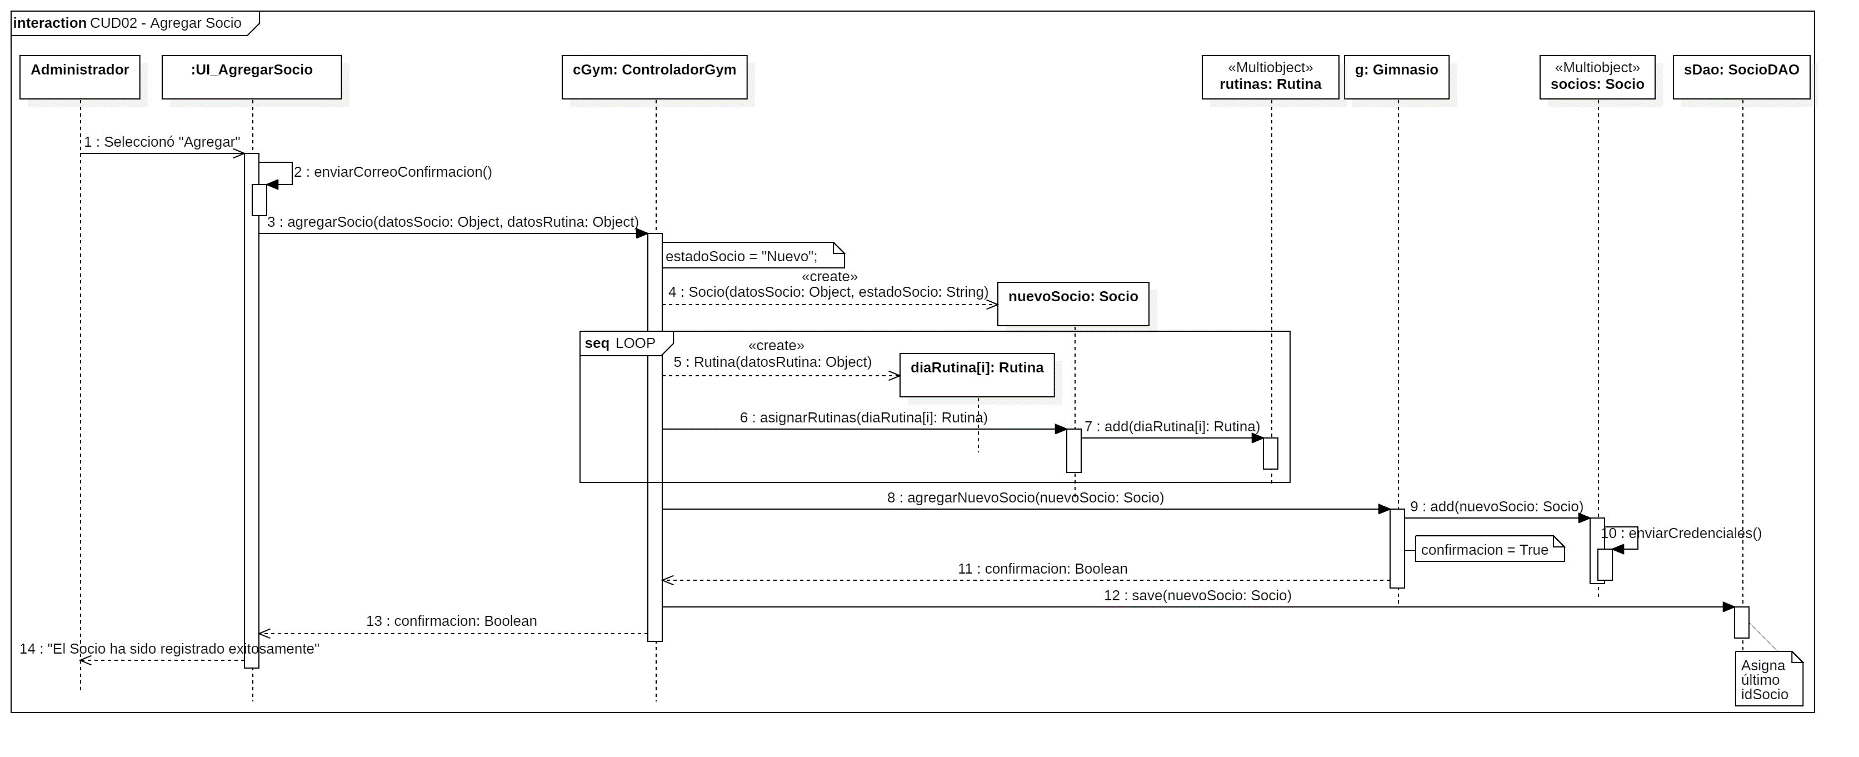 interaction CUD02 - Agregar Socio
Administrador
:UI_AgregarSocio
cGym: ControladorGym
«Multiobject»
rutinas: Rutina
g: Gimnasio
«Multiobject»
socios: Socio
sDao: SocioDAO
1 : Seleccionó "Agregar"
2 : enviarCorreoConfirmacion()
3 : agregarSocio(datosSocio: Object, datosRutina: Object)
estadoSocio = "Nuevo";
«create»
4 : Socio(datosSocio: Object, estadoSocio: String)
nuevoSocio: Socio
seq LOOP
«create»
5 : Rutina(datosRutina: Object)
diaRutina[i]: Rutina
6 : asignarRutinas(diaRutina[i]: Rutina)
7 : add(diaRutina[i]: Rutina)
8 : agregarNuevoSocio(nuevoSocio: Socio)
9 : add(nuevoSocio: Socio)
10 : enviarCredenciales()
confirmacion = True
11 : confirmacion: Boolean
12 : save(nuevoSocio: Socio)
13 : confirmacion: Boolean
14 : "El Socio ha sido registrado exitosamente"
Asigna
último
idSocio